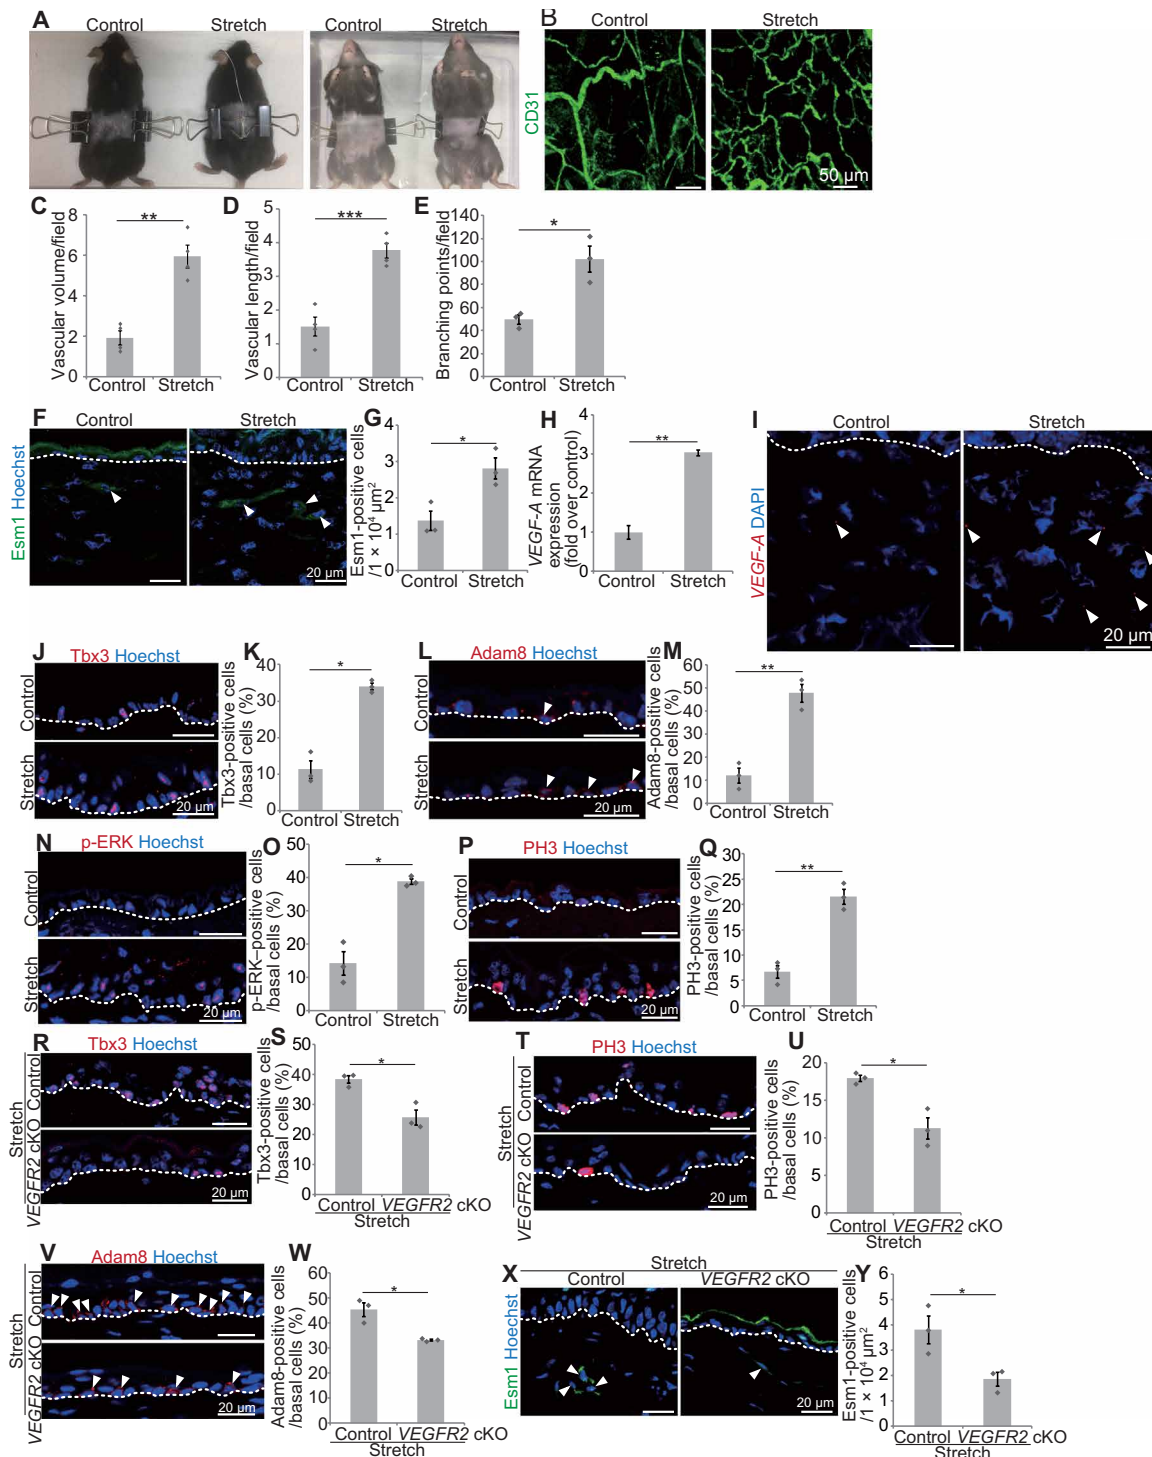 A
Control
Stretch
Control
Stretch
B
Control
Stretch
CD31
50 µm
C
Vascular volume/field
8
6
4
2
0
**
Control
Stretch
D
Vascular length/field
5
4
3
2
1
0
***
Control
Stretch
E
Branching points/field
140
120
100
80
60
40
20
0
*
Control
Stretch
F
Control
Stretch
Esm1 Hoechst
20 µm
G
Esm1-positive cells
/1 × 10⁴ µm²
4
3
2
1
0
*
Control
Stretch
H
VEGF-A mRNA
expression
(fold over control)
4
3
2
1
0
**
Control
Stretch
I
Control
Stretch
VEGF-A DAPI
20 µm
J
Tbx3 Hoechst
Control
Stretch
20 µm
K
Tbx3-positive cells
/basal cells (%)
40
30
20
10
0
*
Control
Stretch
L
Adam8 Hoechst
Control
Stretch
20 µm
M
Adam8-positive cells
/basal cells (%)
60
50
40
30
20
10
0
**
Control
Stretch
N
p-ERK Hoechst
Control
Stretch
20 µm
O
p-ERK–positive cells
/basal cells (%)
50
40
30
20
10
0
*
Control
Stretch
P
PH3 Hoechst
Control
Stretch
20 µm
Q
PH3-positive cells
/basal cells (%)
30
25
20
15
10
5
0
**
Control
Stretch
R
Tbx3 Hoechst
Stretch
Control
VEGFR2 cKO
20 µm
S
Tbx3-positive cells
/basal cells (%)
50
40
30
20
10
0
*
Control VEGFR2 cKO
Stretch
T
PH3 Hoechst
Stretch
Control
VEGFR2 cKO
20 µm
U
PH3-positive cells
/basal cells (%)
20
15
10
5
0
*
Control VEGFR2 cKO
Stretch
V
Adam8 Hoechst
Stretch
Control
VEGFR2 cKO
20 µm
W
Adam8-positive cells
/basal cells (%)
60
50
40
30
20
10
0
*
Control VEGFR2 cKO
Stretch
X
Stretch
Control
VEGFR2 cKO
Esm1 Hoechst
20 µm
Y
Esm1-positive cells
/1 × 10⁴ µm²
6
5
4
3
2
1
0
*
Control VEGFR2 cKO
Stretch